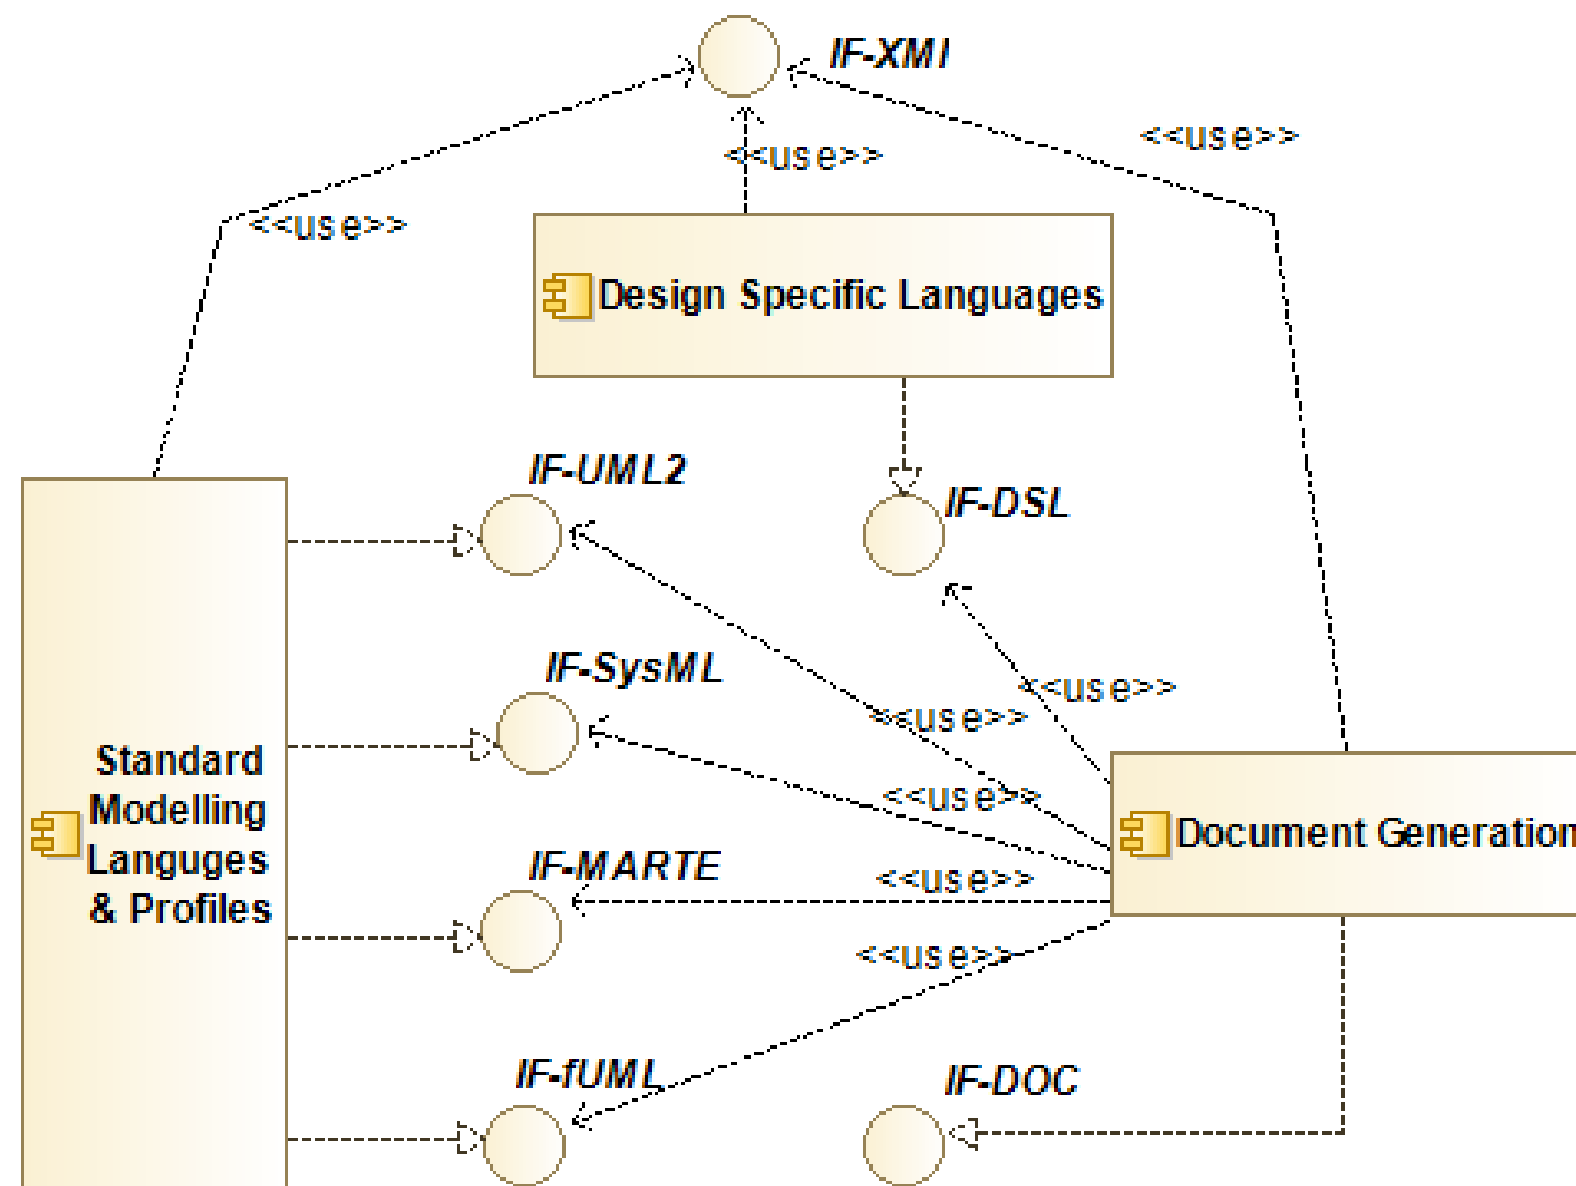 IF-XMI
<<use>>
<<use>>
<<use>>
Design Specific Languages
IF-UML2
IF-DSL
IF-SysML
<<use>>
<<use>>
Standard
Modelling
Languges
& Profiles
<<use>>
Document Generation
IF-MARTE
<<use>>
<<use>>
IF-fUML
IF-DOC